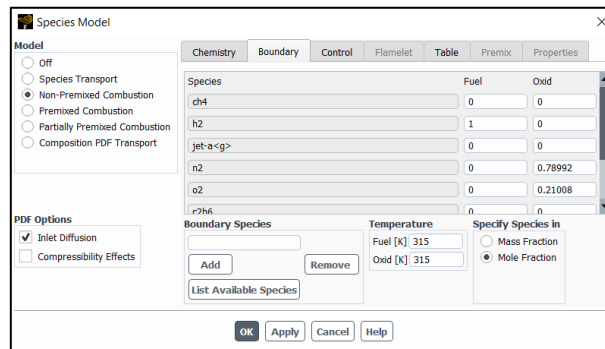 Species Model
Model
Off
Species Transport
Non-Premixed Combustion
Premixed Combustion
Partially Premixed Combustion
Composition PDF Transport
PDF Options
Inlet Diffusion
Compressibility Effects
Chemistry Boundary Control Flamelet Table Premix Properties
Species Fuel Oxid
ch4 0 0
h2 1 0
jet-a<g> 0 0
n2 0 0.78992
o2 0 0.21008
c2h6 0 0
Boundary Species
Add Remove
List Available Species
Temperature
Fuel [K] 315
Oxid [K] 315
Specify Species in
Mass Fraction
Mole Fraction
OK Apply Cancel Help